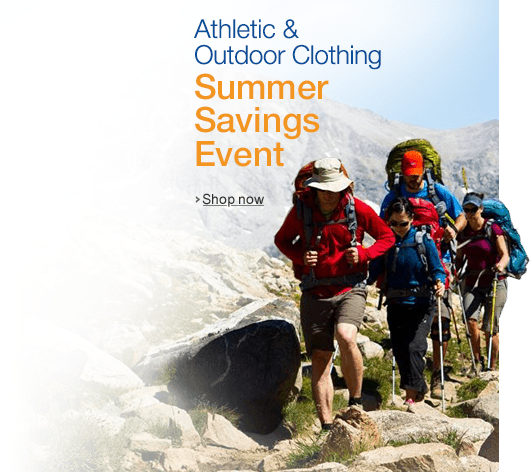 Athletic &
Outdoor Clothing
Summer
Savings
Event
› Shop now